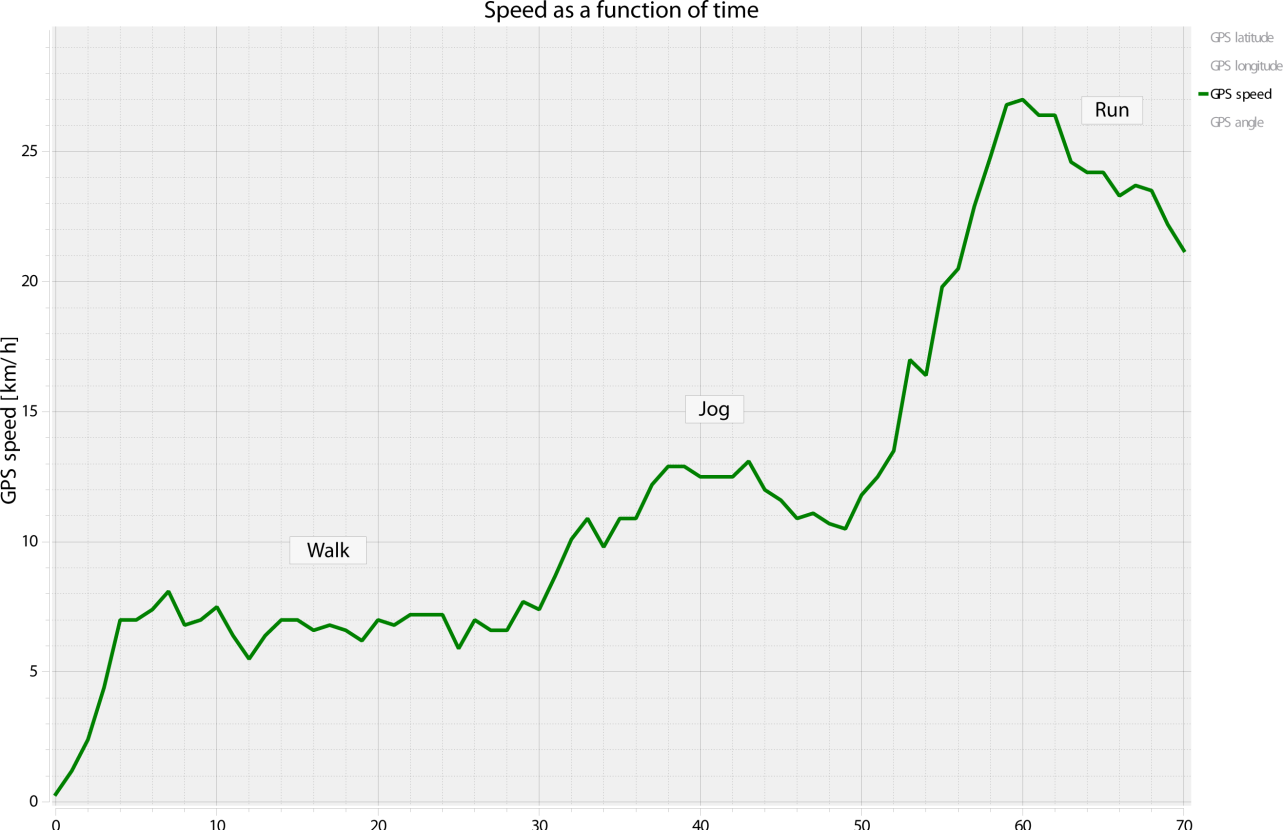 Speed as a function of time
GPS latitude
GPS longitude
GPS speed
GPS angle
Run
25
20
GPS speed [km/h]
15
Jog
10
Walk
5
0
0 10 20 30 40 50 60 70